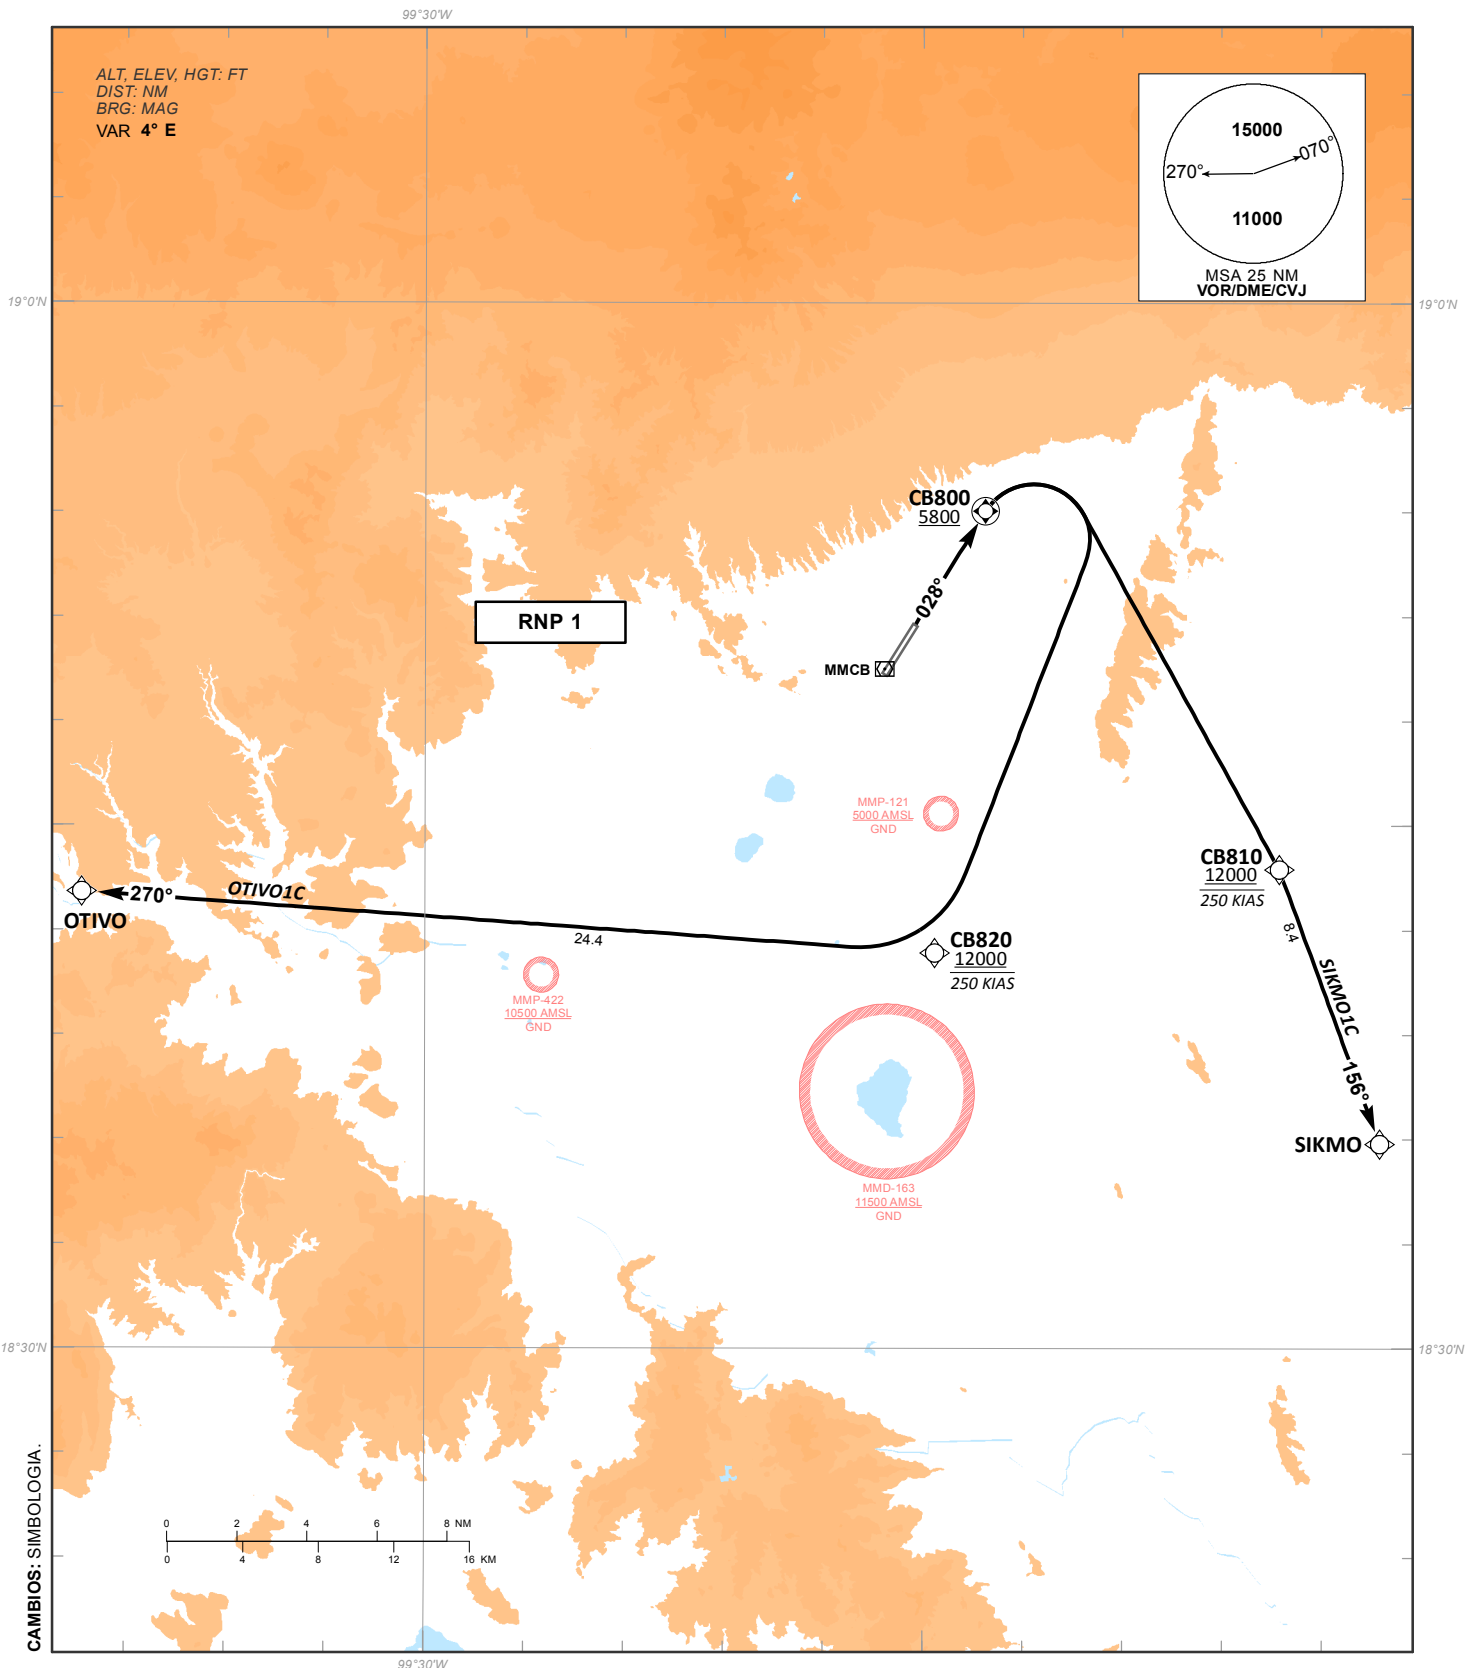 99°30'W
ALT, ELEV, HGT: FT
DIST: NM
BRG: MAG
VAR 4° E
15000
070°
270°
11000
MSA 25 NM
VOR/DME/CVJ
19°0'N
19°0'N
CB800
5800
028°
RNP 1
MMCB
MMP-121
5000 AMSL
GND
CB810
12000
250 KIAS
270°
OTIVO1C
OTIVO
24.4
CB820
12000
250 KIAS
8.4
SIKMO1C
156°
SIKMO
MMP-422
10500 AMSL
GND
MMD-163
11500 AMSL
GND
18°30'N
18°30'N
CAMBIOS: SIMBOLOGIA.
0 2 4 6 8 NM
0 4 8 12 16 KM
99°30'W